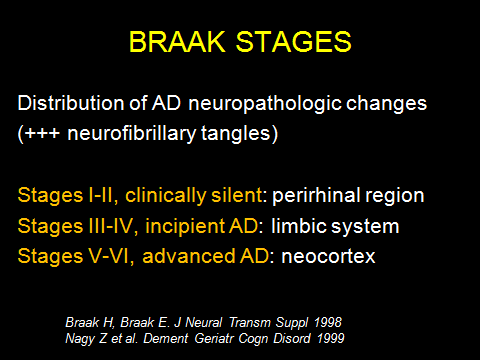 BRAAK STAGES
Distribution of AD neuropathologic changes
(+++ neurofibrillary tangles)
Stages I-II, clinically silent: perirhinal region
Stages III-IV, incipient AD: limbic system
Stages V-VI, advanced AD: neocortex
Braak H, Braak E. J Neural Transm Suppl 1998
Nagy Z et al. Dement Geriatr Cogn Disord 1999